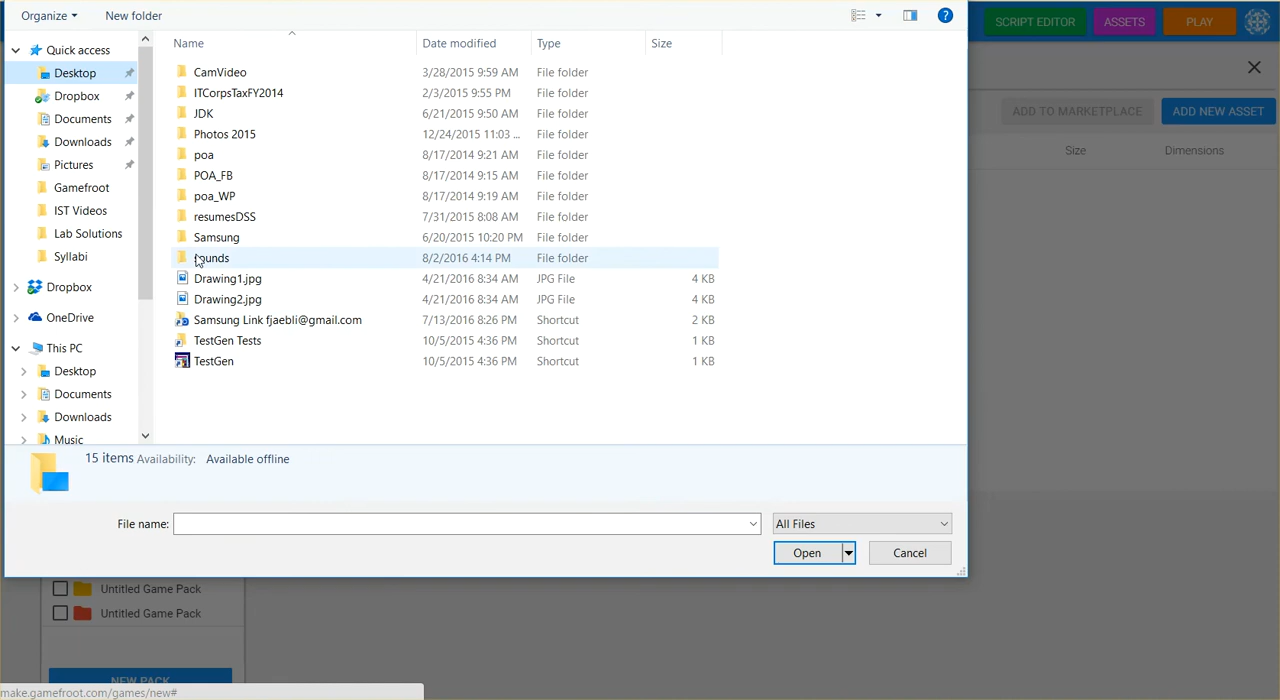 Organize New folder SCRIPT EDITOR ASSETS PLAY
Name Date modified Type Size
Quick access
Desktop
Dropbox
Documents
Downloads
Pictures
Gamefroot
IST Videos
Lab Solutions
Syllabi
Dropbox
OneDrive
This PC
Desktop
Documents
Downloads
Music
CamVideo 3/28/2015 9:59 AM File folder
ITCorpsTaxFY2014 2/3/2015 9:55 PM File folder
JDK 6/21/2015 9:50 AM File folder
Photos 2015 12/24/2015 11:03 ... File folder
poa 8/17/2014 9:21 AM File folder
POA_FB 8/17/2014 9:15 AM File folder
poa_WP 8/17/2014 9:19 AM File folder
resumesDSS 7/31/2015 8:08 AM File folder
Samsung 6/20/2015 10:20 PM File folder
8/2/2016 4:14 PM File folder
Drawing1.jpg 4/21/2016 8:34 AM JPG File 4 KB
Drawing2.jpg 4/21/2016 8:34 AM JPG File 4 KB
Samsung Link fjaebli@gmail.com 7/13/2016 8:26 PM Shortcut 2 KB
TestGen Tests 10/5/2015 4:36 PM Shortcut 1 KB
TestGen 10/5/2015 4:36 PM Shortcut 1 KB
ADD TO MARKETPLACE ADD NEW ASSET
Size Dimensions
15 items Availability: Available offline
File name: All Files
Open Cancel
Untitled Game Pack
Untitled Game Pack
NEW PACK
make.gamefroot.com/games/new#